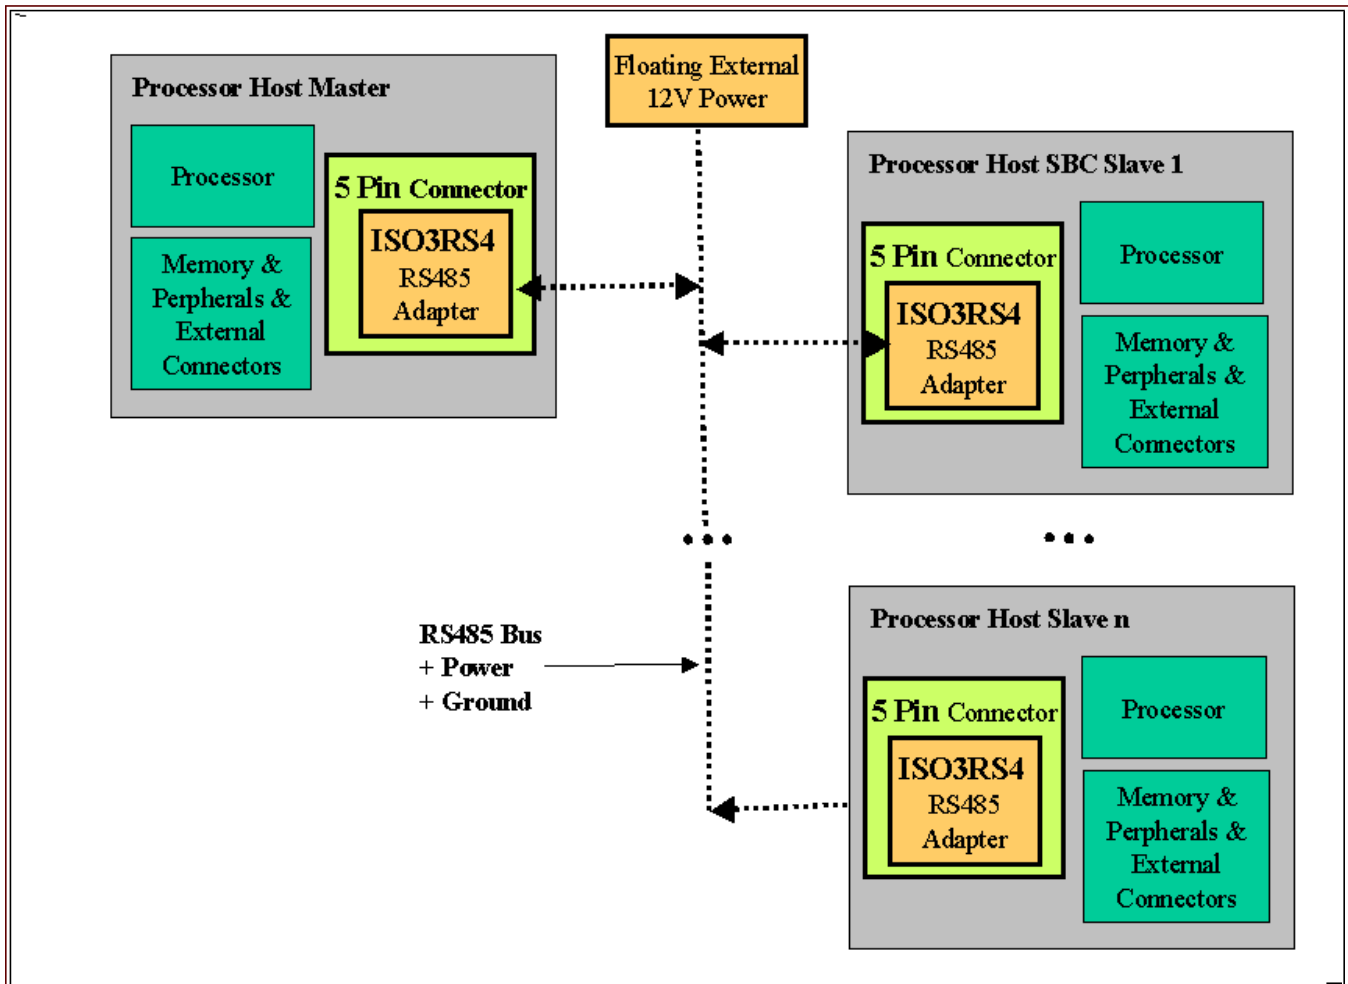 Floating External
12V Power
Processor Host Master
Processor
5 Pin Connector
ISO3RS4
RS485
Adapter
Memory &
Perpherals &
External
Connectors
Processor Host SBC Slave 1
5 Pin Connector
ISO3RS4
RS485
Adapter
Processor
Memory &
Perpherals &
External
Connectors
RS485 Bus
+ Power
+ Ground
Processor Host Slave n
5 Pin Connector
ISO3RS4
RS485
Adapter
Processor
Memory &
Perpherals &
External
Connectors